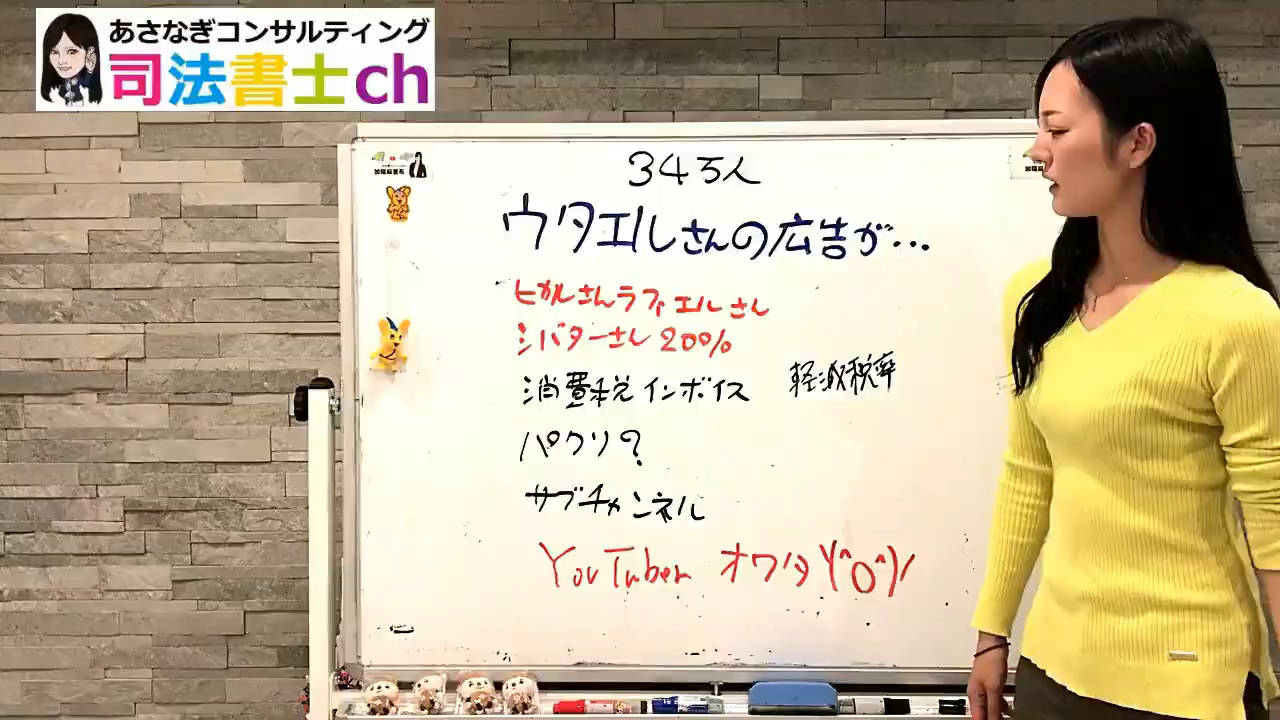 あさなぎコンサルティング
司法書士ch
345人
ウタエルさんの広告が…
ヒカルさんラファエルさん
シバターさん 200%
消費税インボイス 軽減税率
パクリ?
サブチャンネル
YouTuber オワタ\(^o^)/